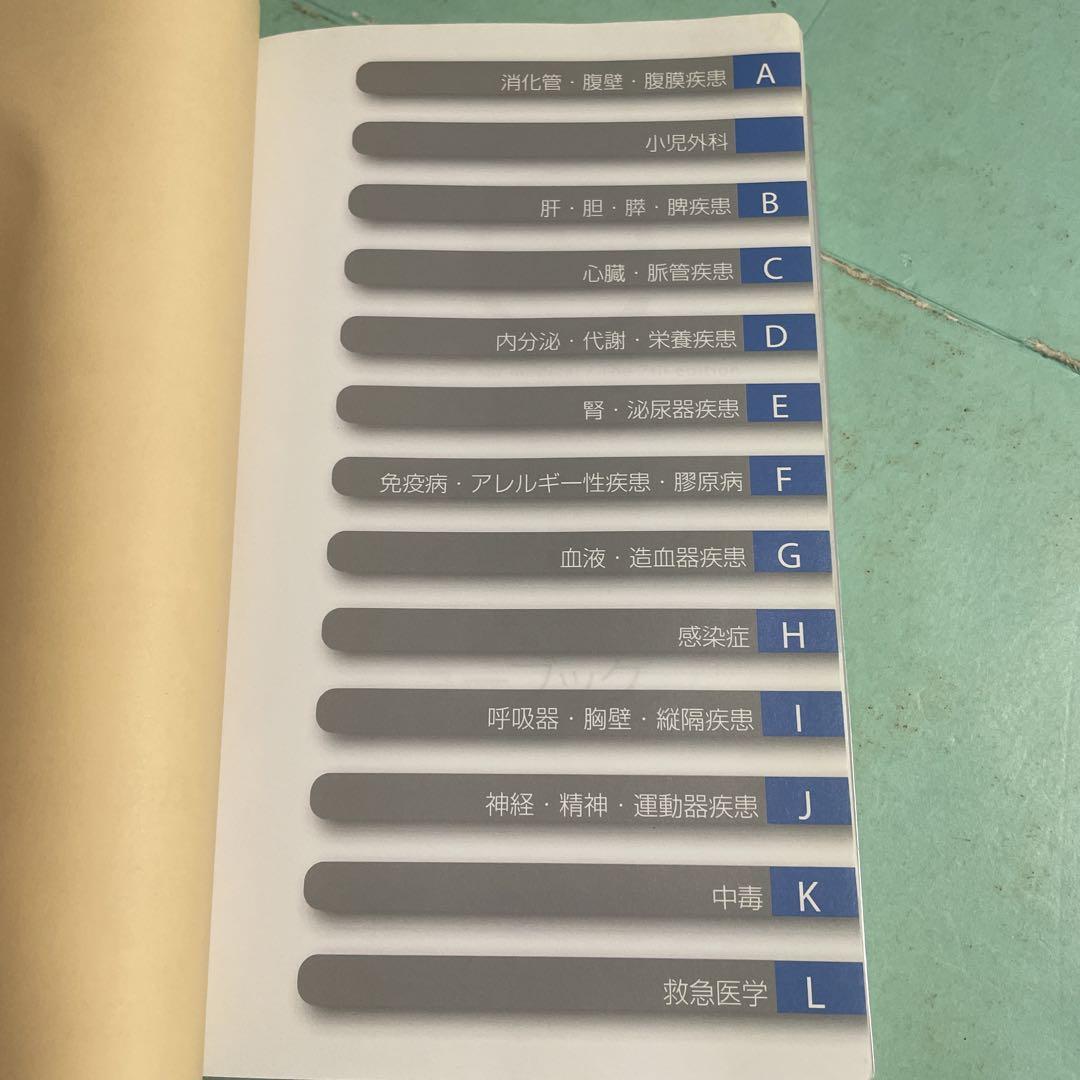 消化管・腹壁・腹膜疾患 A
小児外科
肝・胆・膵・脾疾患 B
心臓・脈管疾患 C
内分泌・代謝・栄養疾患 D
腎・泌尿器疾患 E
免疫病・アレルギー性疾患・膠原病 F
血液・造血器疾患 G
感染症 H
呼吸器・胸壁・縦隔疾患 I
神経・精神・運動器疾患 J
中毒 K
救急医学 L